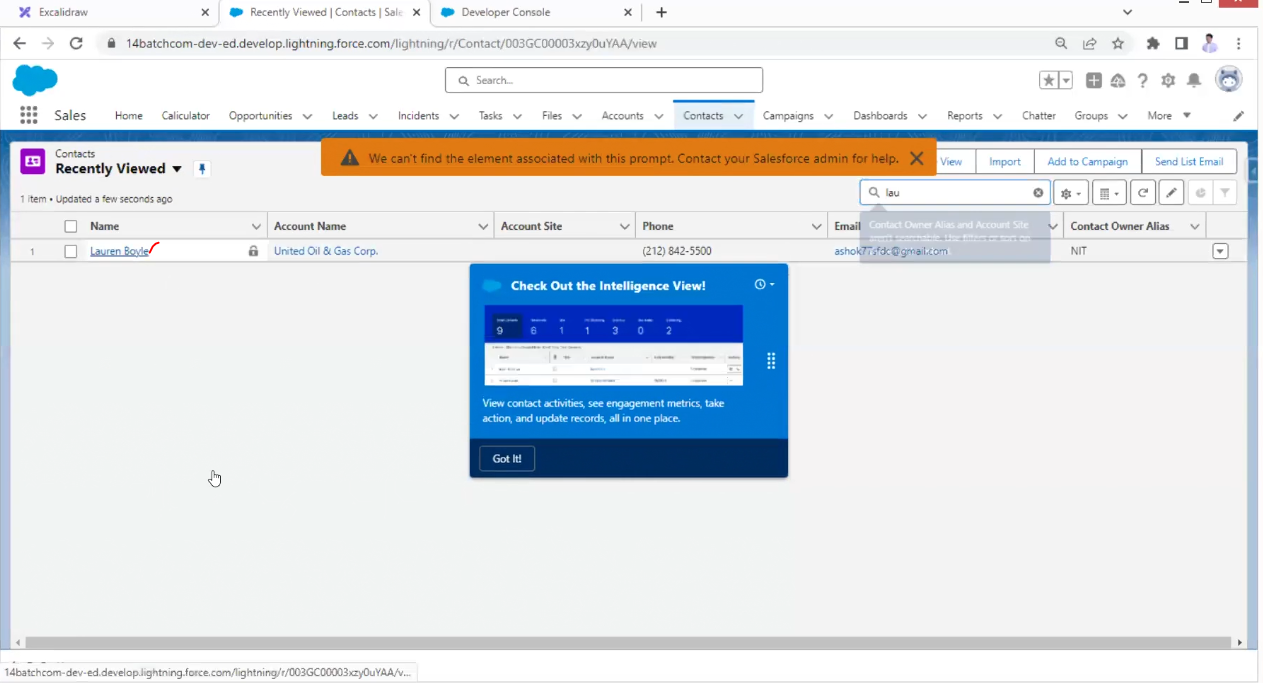 Excalidraw
Recently Viewed | Contacts | Sale
Developer Console
14batchcom-dev-ed.develop.lightning.force.com/lightning/r/Contact/003GC00003xzy0uYAA/view
Search...
Sales
Home
Calculator
Opportunities
Leads
Incidents
Tasks
Files
Accounts
Contacts
Campaigns
Dashboards
Reports
Chatter
Groups
More
Contacts
Recently Viewed
We can't find the element associated with this prompt. Contact your Salesforce admin for help.
View
Import
Add to Campaign
Send List Email
1 item • Updated a few seconds ago
lau
Name
Account Name
Account Site
Phone
Email
Contact Owner Alias
Contact Owner Alias and Account Site
aren't searchable. Use filters or sort on
1
Lauren Boyle
United Oil & Gas Corp.
(212) 842-5500
ashok77sfdc@gmail.com
NIT
Check Out the Intelligence View!
9 6 1 1 3 0 2
View contact activities, see engagement metrics, take
action, and update records, all in one place.
Got It!
14batchcom-dev-ed.develop.lightning.force.com/lightning/r/003GC00003xzy0uYAA/v...